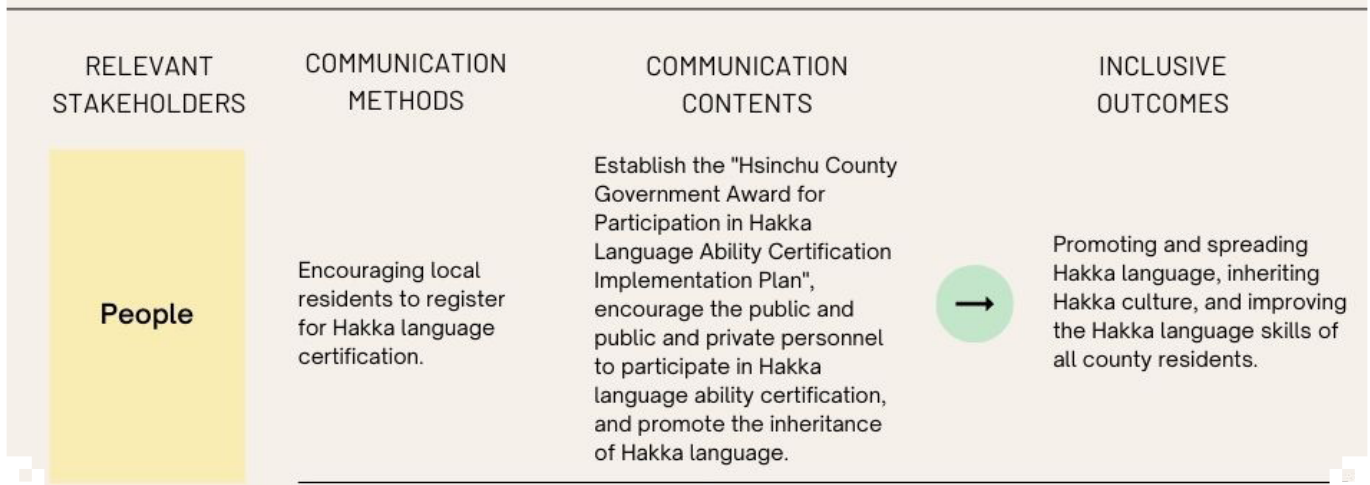 RELEVANT
STAKEHOLDERS
COMMUNICATION
METHODS
COMMUNICATION
CONTENTS
INCLUSIVE
OUTCOMES
People
Encouraging local
residents to register
for Hakka language
certification.
Establish the "Hsinchu County
Government Award for
Participation in Hakka
Language Ability Certification
Implementation Plan",
encourage the public and
public and private personnel
to participate in Hakka
language ability certification,
and promote the inheritance
of Hakka language.
Promoting and spreading
Hakka language, inheriting
Hakka culture, and improving
the Hakka language skills of
all county residents.